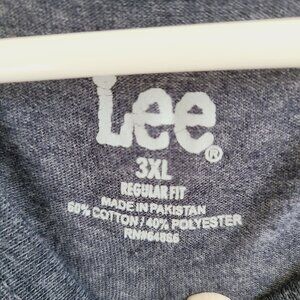 Lee®
3XL
REGULAR FIT
MADE IN PAKISTAN
60% COTTON / 40% POLYESTER